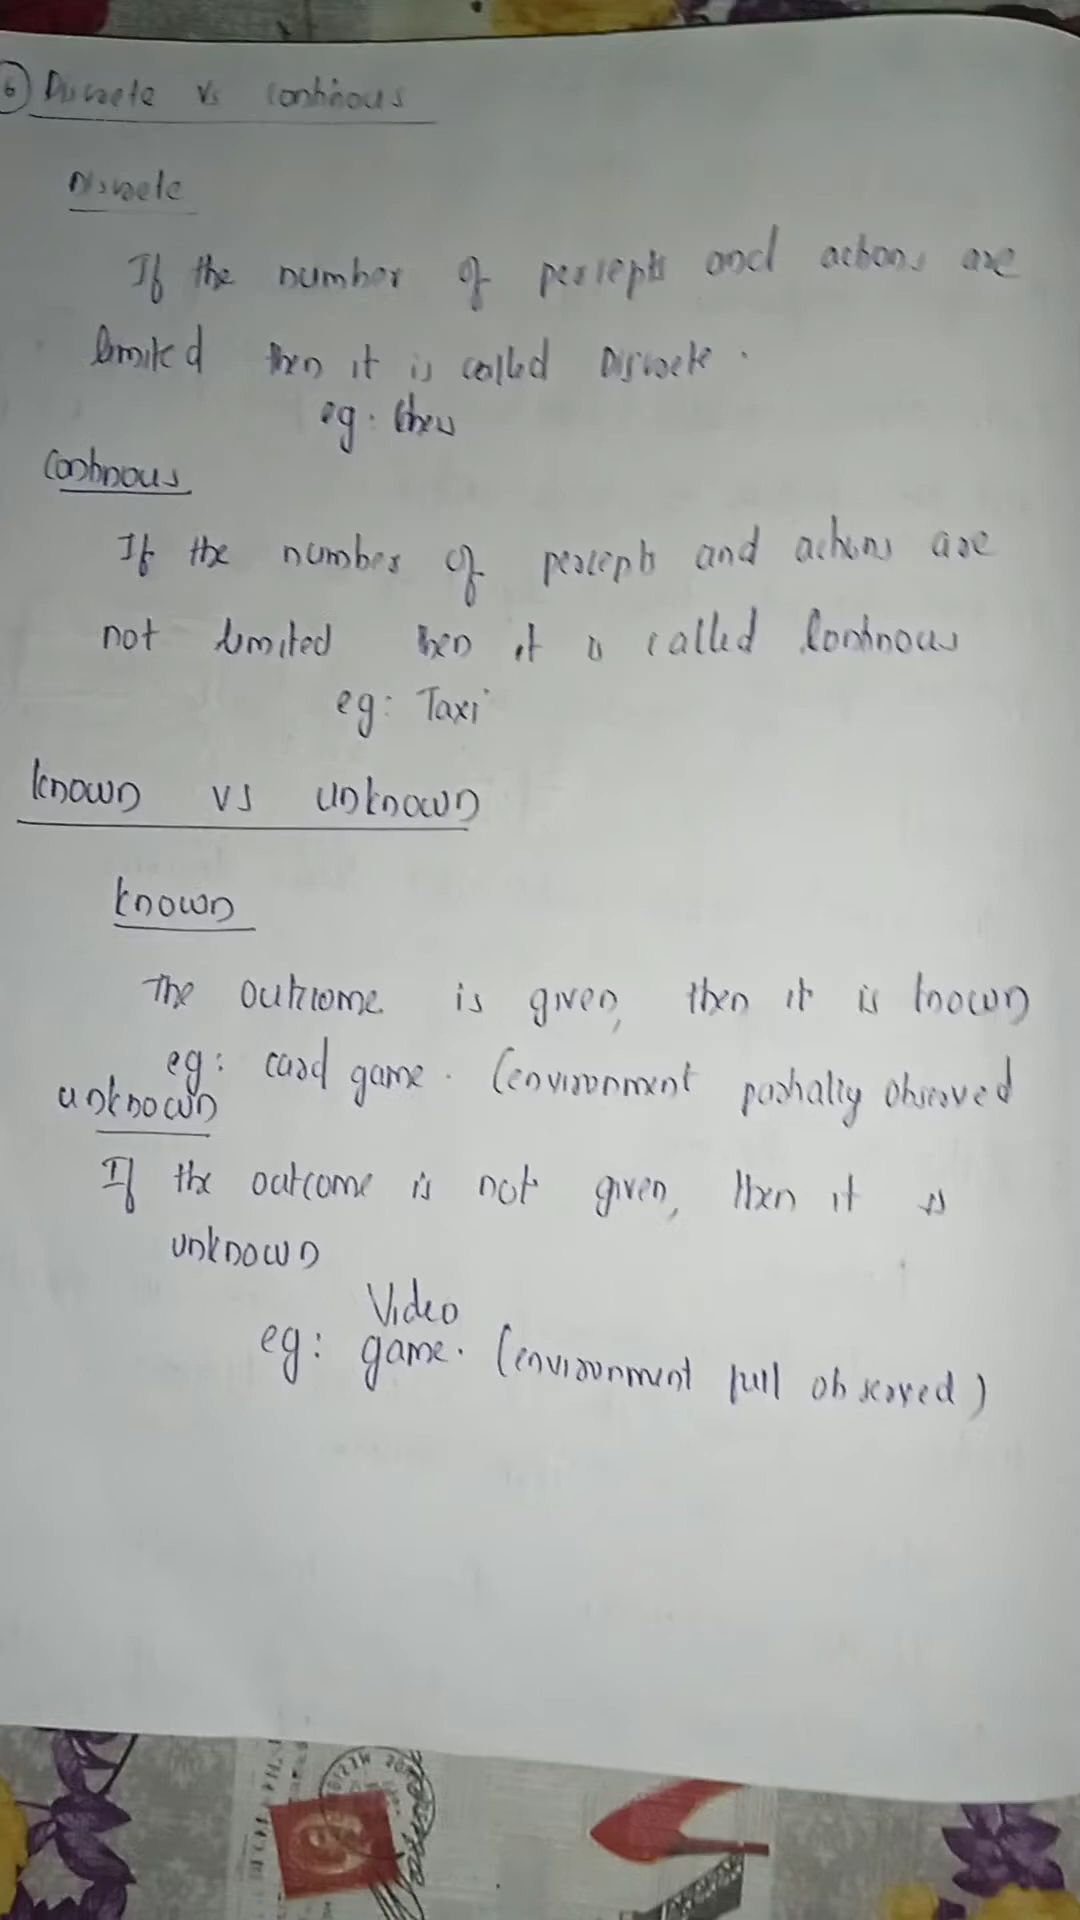 6 Discrete vs continous
Discrete
If the number of percepts and actions are
limited then it is called Discrete.
eg: Chess
Continous
If the number of percepts and actions are
not limited then it is called Continous
eg: Taxi
known vs unknown
known
The outcome is given, then it is known
eg: card game. (environment partially observed
unknown
If the outcome is not given, then it is
unknown
Video
eg: game. (environment full observed)